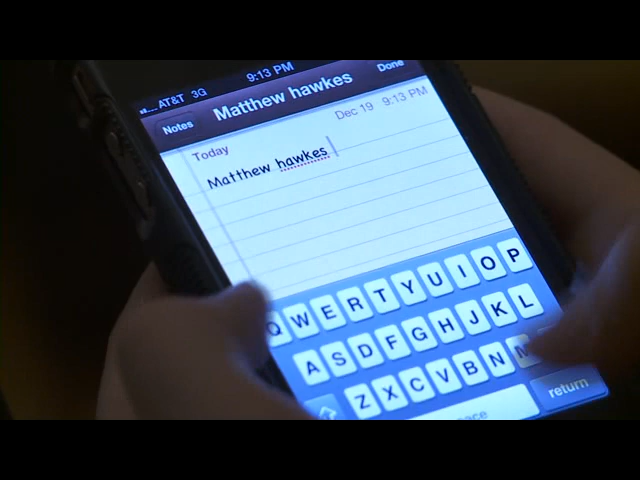 AT&T 3G 9:13 PM
Notes Matthew hawkes Done
Today Dec 19 9:13 PM
Matthew hawkes
Q W E R T Y U I O P
A S D F G H J K L
Z X C V B N M
return